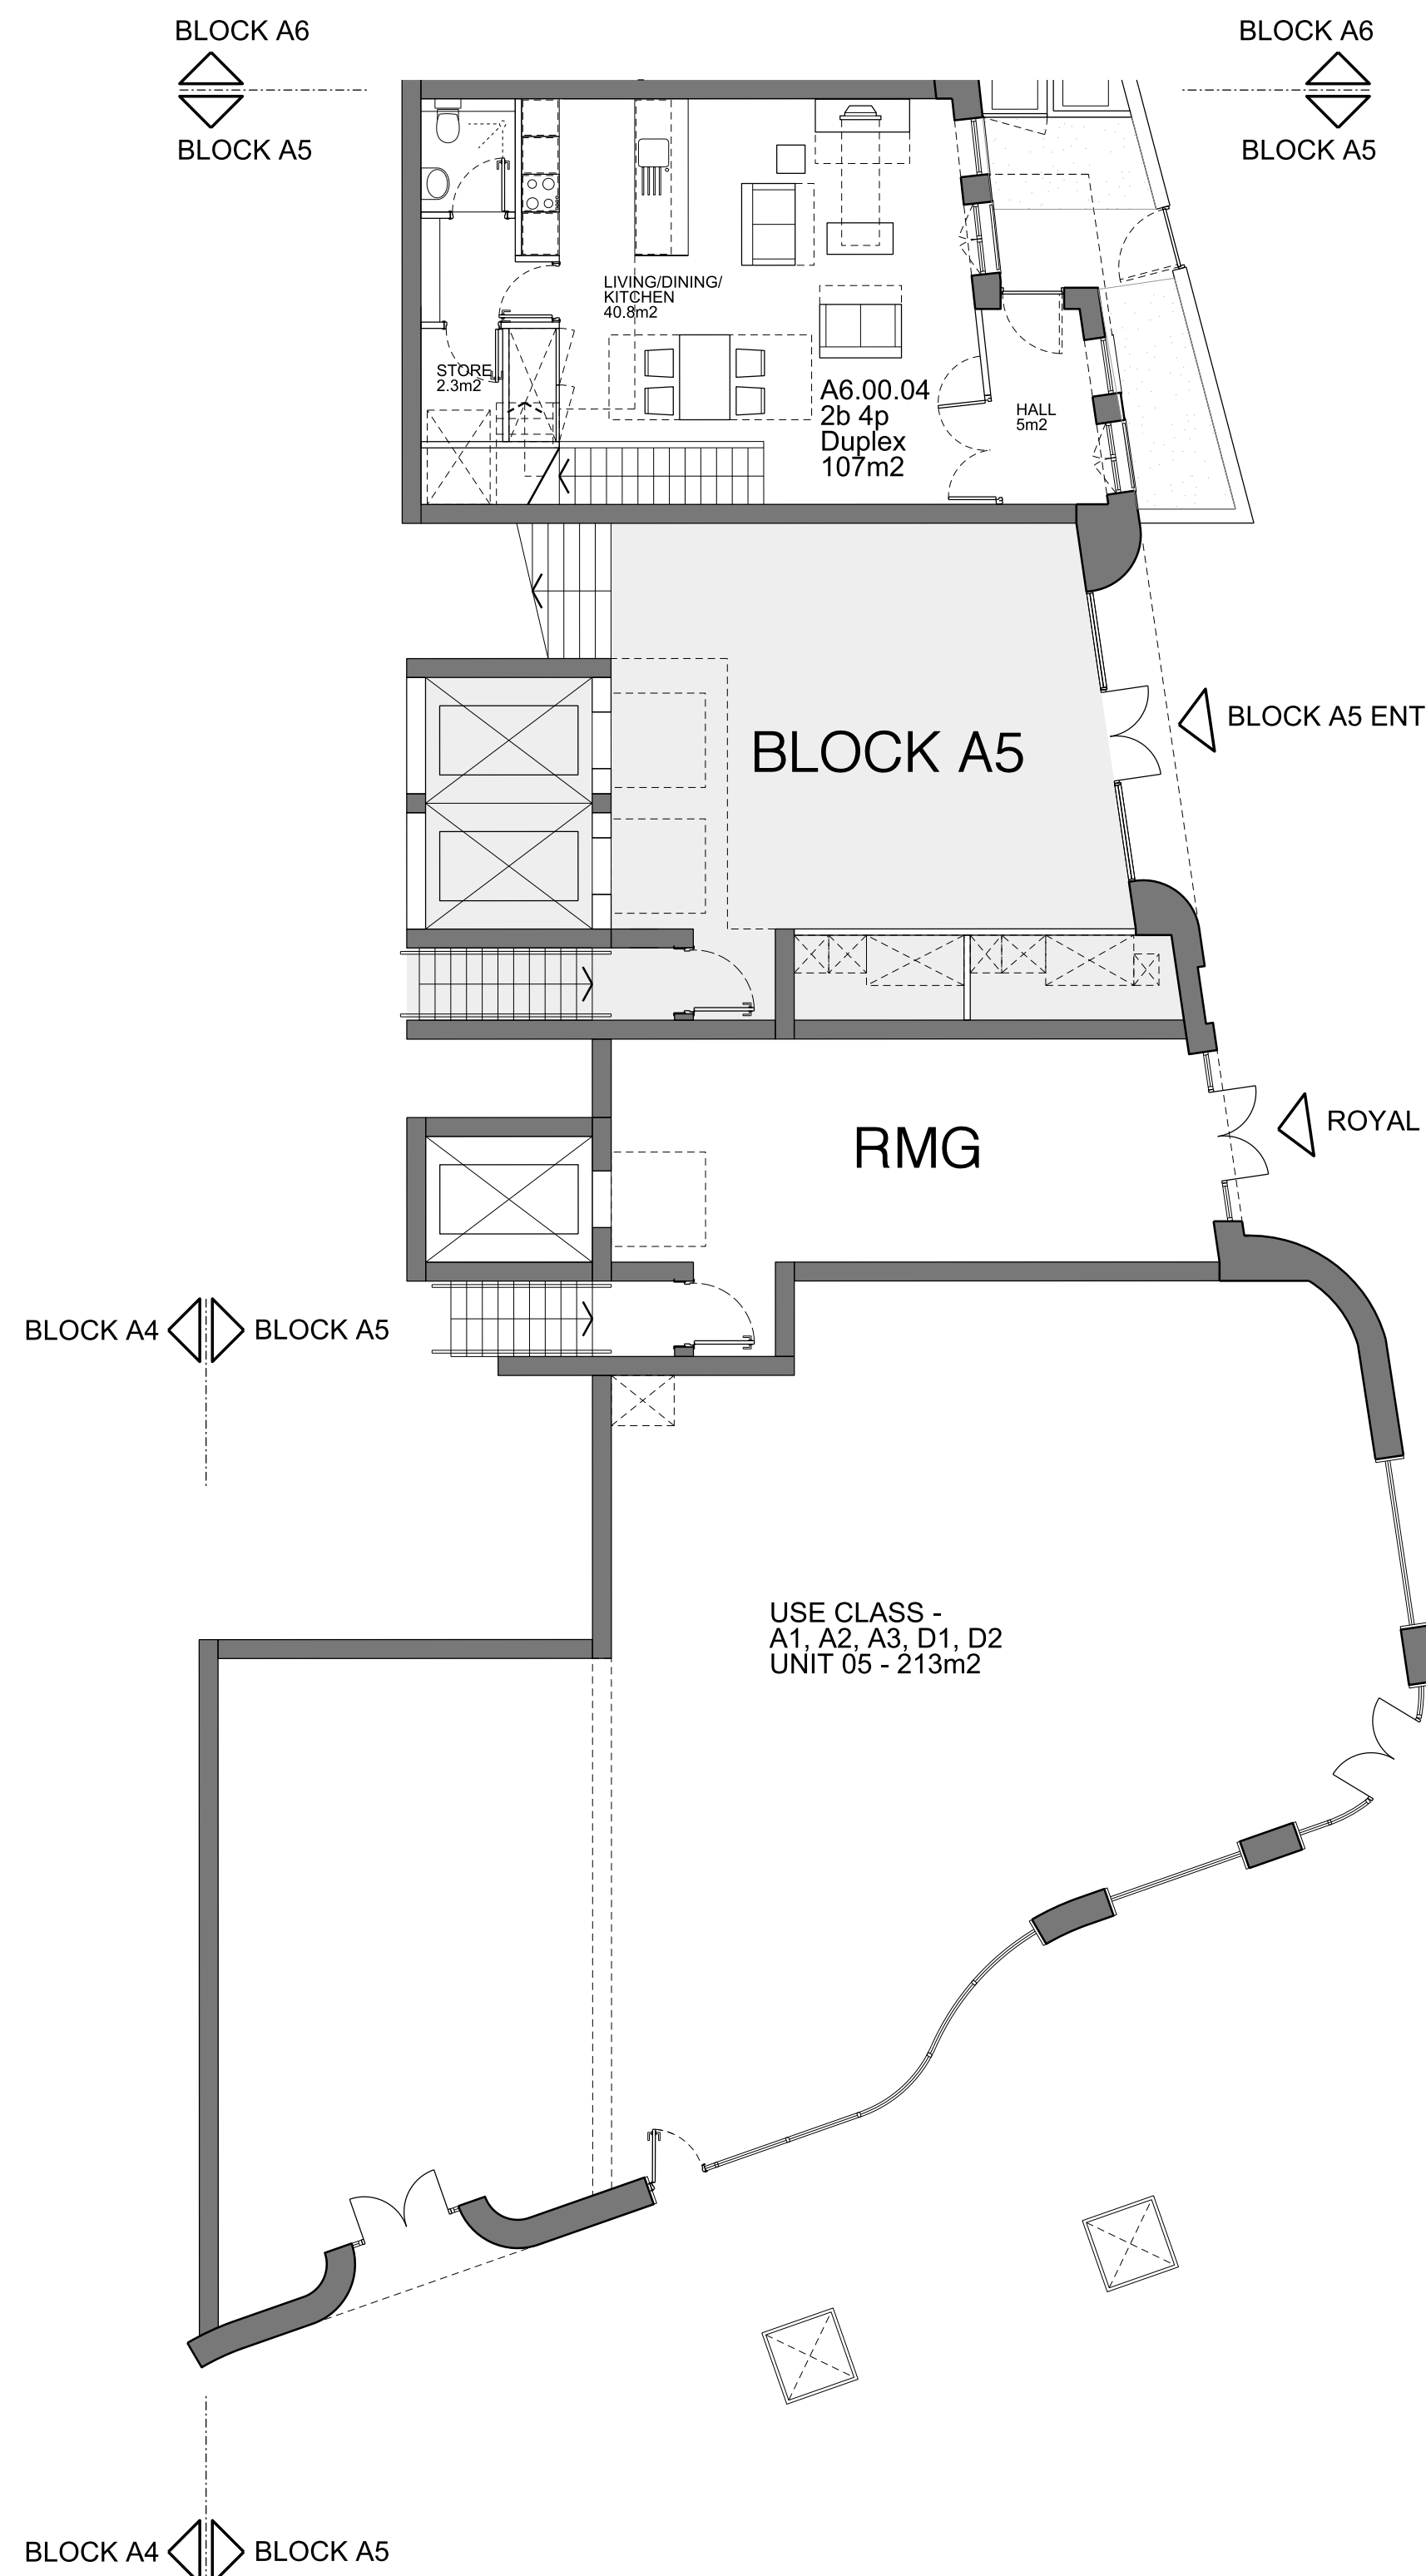 BLOCK A6
BLOCK A6
BLOCK A5
BLOCK A5
LIVING/DINING/
KITCHEN
40.8m2
STORE
2.3m2
A6.00.04
2b 4p
Duplex
107m2
HALL
5m2
BLOCK A5 ENT
BLOCK A5
RMG
ROYAL
BLOCK A4
BLOCK A5
USE CLASS -
A1, A2, A3, D1, D2
UNIT 05 - 213m2
BLOCK A4
BLOCK A5